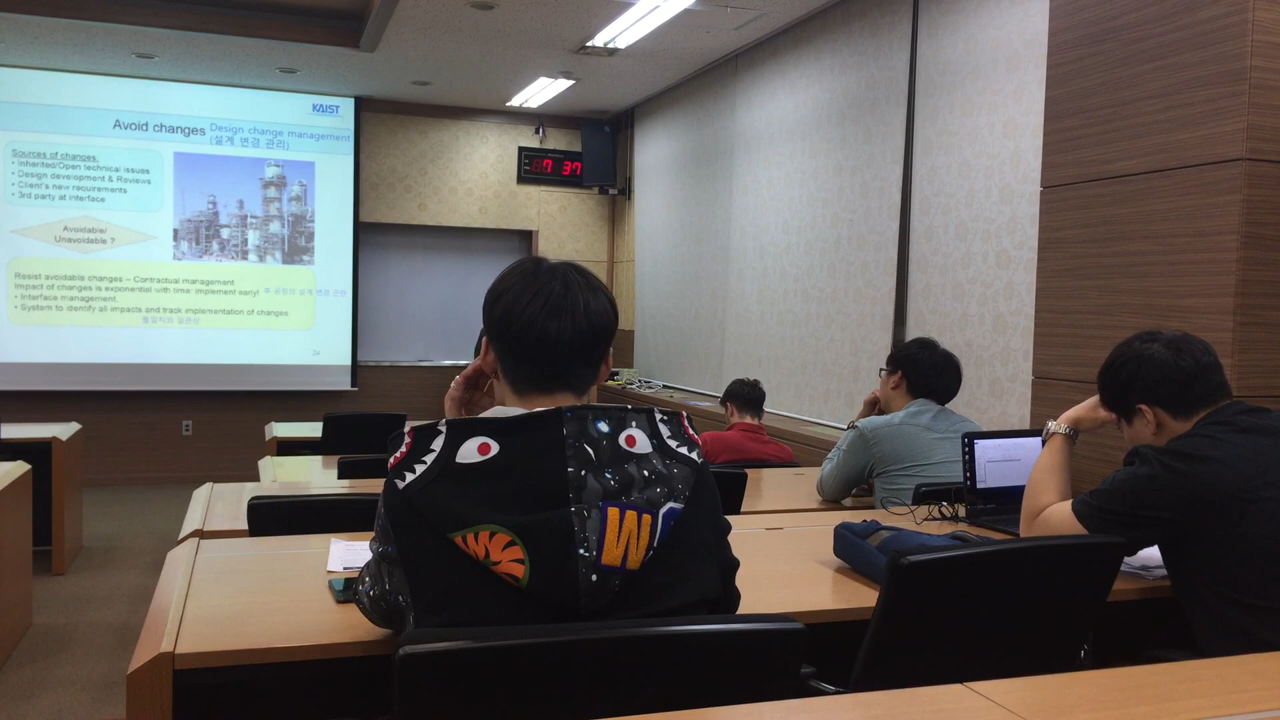 KAIST
Avoid changes Design change management
(설계 변경 관리)
Sources of changes.
• Inherited/Open technical issues
• Design development & Reviews
• Client's new requirements
• 3rd party at interface
Avoidable/
Unavoidable ?
Resist avoidable changes – Contractual management
Impact of changes is exponential with time: implement early!
• Interface management,
• System to identify all impacts and track implementation of changes
7 37
W